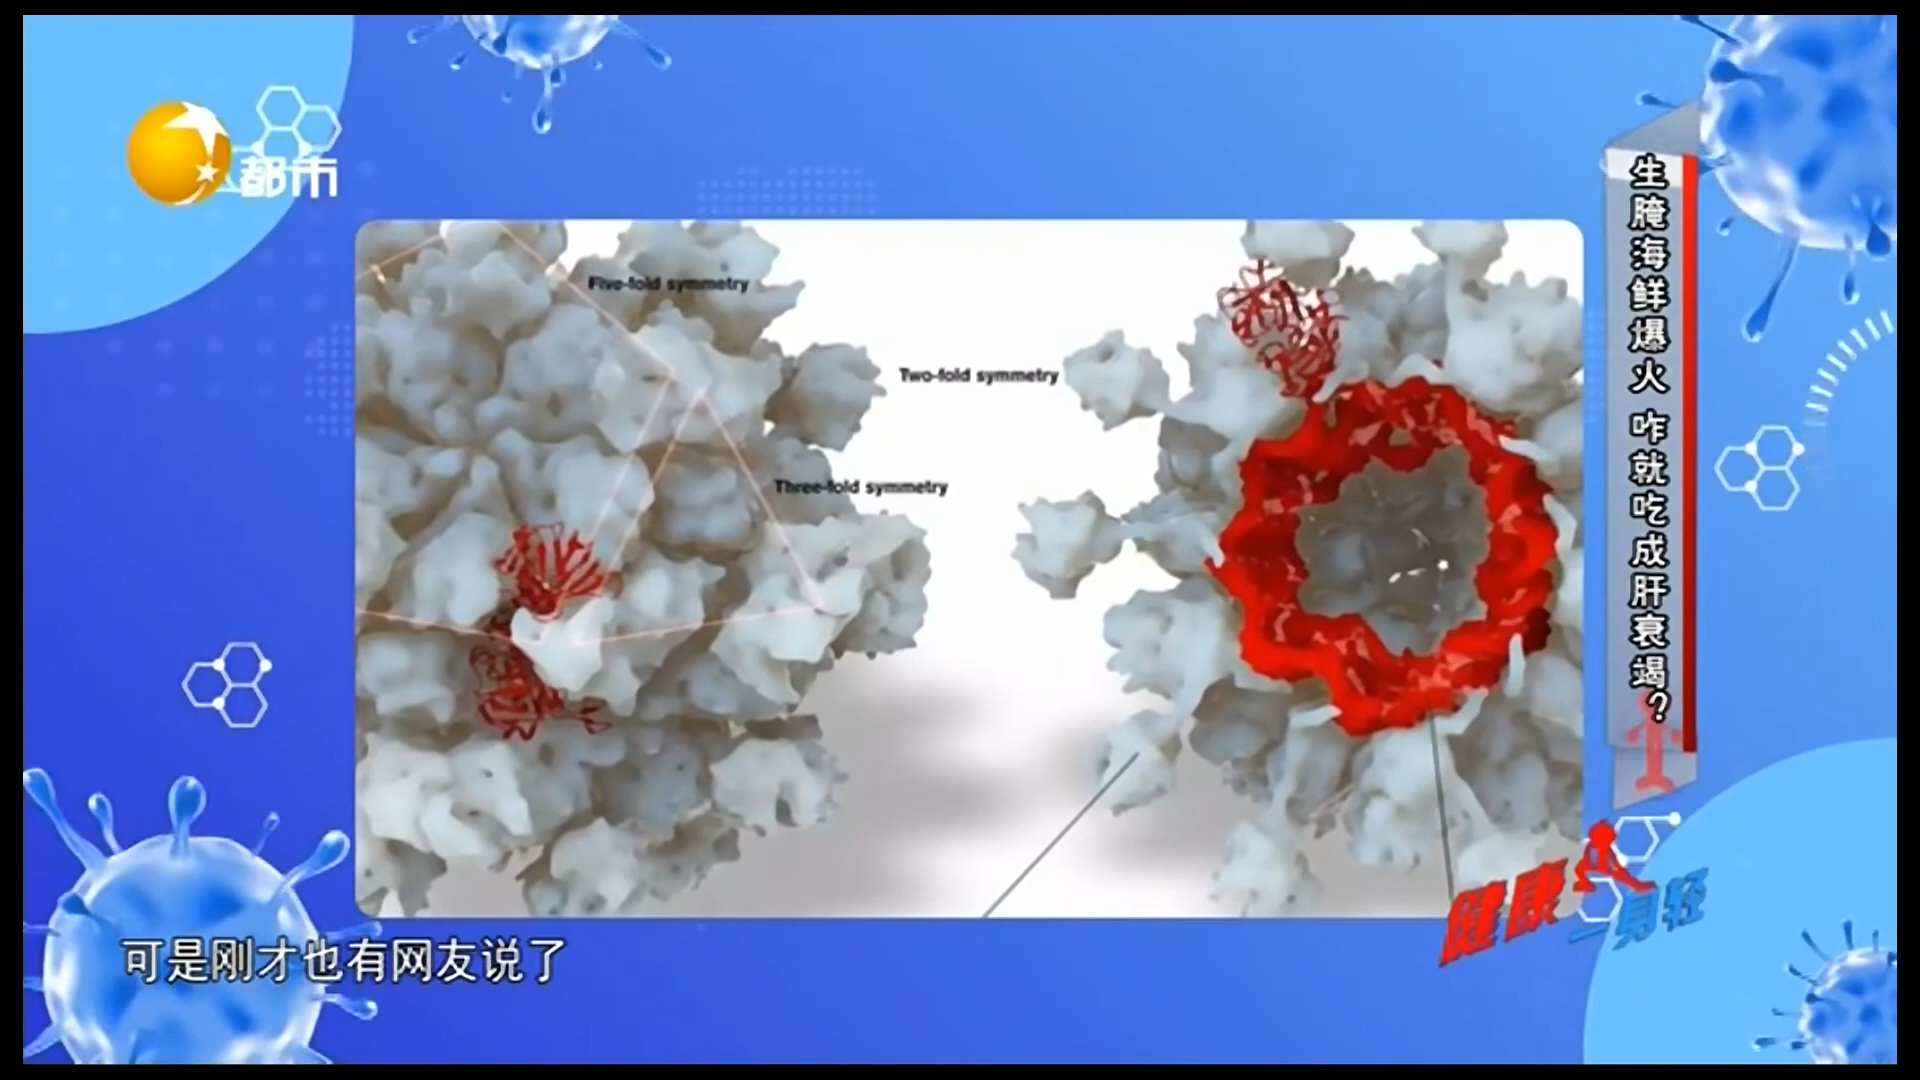 都市
Five-fold symmetry
Two-fold symmetry
Three-fold symmetry
生腌海鲜爆火 咋就吃成肝衰竭?
健康一身轻
可是刚才也有网友说了